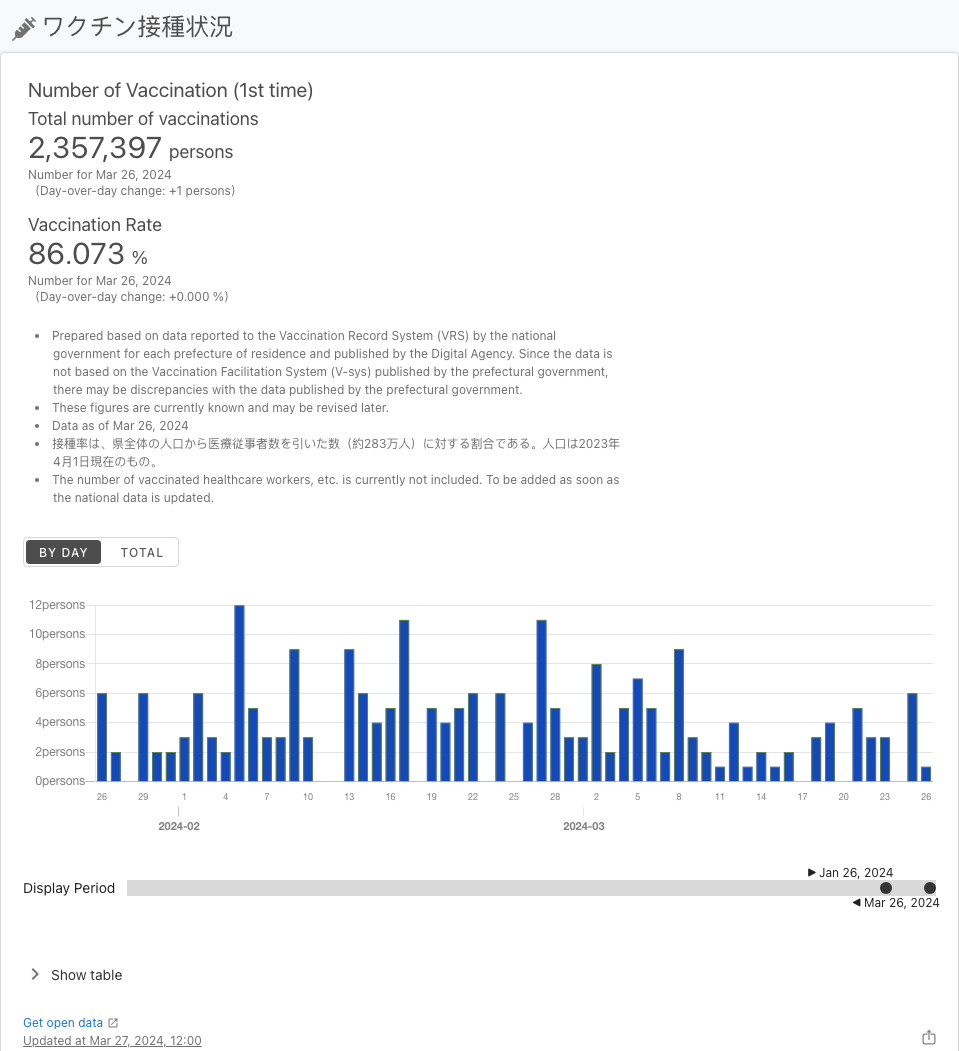 ワクチン接種状況
Number of Vaccination (1st time)
Total number of vaccinations
2,357,397 persons
Number for Mar 26, 2024
(Day-over-day change: +1 persons)
Vaccination Rate
86.073 %
Number for Mar 26, 2024
(Day-over-day change: +0.000 %)
• Prepared based on data reported to the Vaccination Record System (VRS) by the national
government for each prefecture of residence and published by the Digital Agency. Since the data is
not based on the Vaccination Facilitation System (V-sys) published by the prefectural government,
there may be discrepancies with the data published by the prefectural government.
• These figures are currently known and may be revised later.
• Data as of Mar 26, 2024
• 接種率は、県全体の人口から医療従事者数を引いた数（約283万人）に対する割合である。人口は2023年
4月1日現在のもの。
• The number of vaccinated healthcare workers, etc. is currently not included. To be added as soon as
the national data is updated.
BY DAY TOTAL
12persons
10persons
8persons
6persons
4persons
2persons
0persons
26 29 1 4 7 10 13 16 19 22 25 28 2 5 8 11 14 17 20 23 26
2024-02 2024-03
Jan 26, 2024
Display Period
Mar 26, 2024
Show table
Get open data
Updated at Mar 27, 2024, 12:00